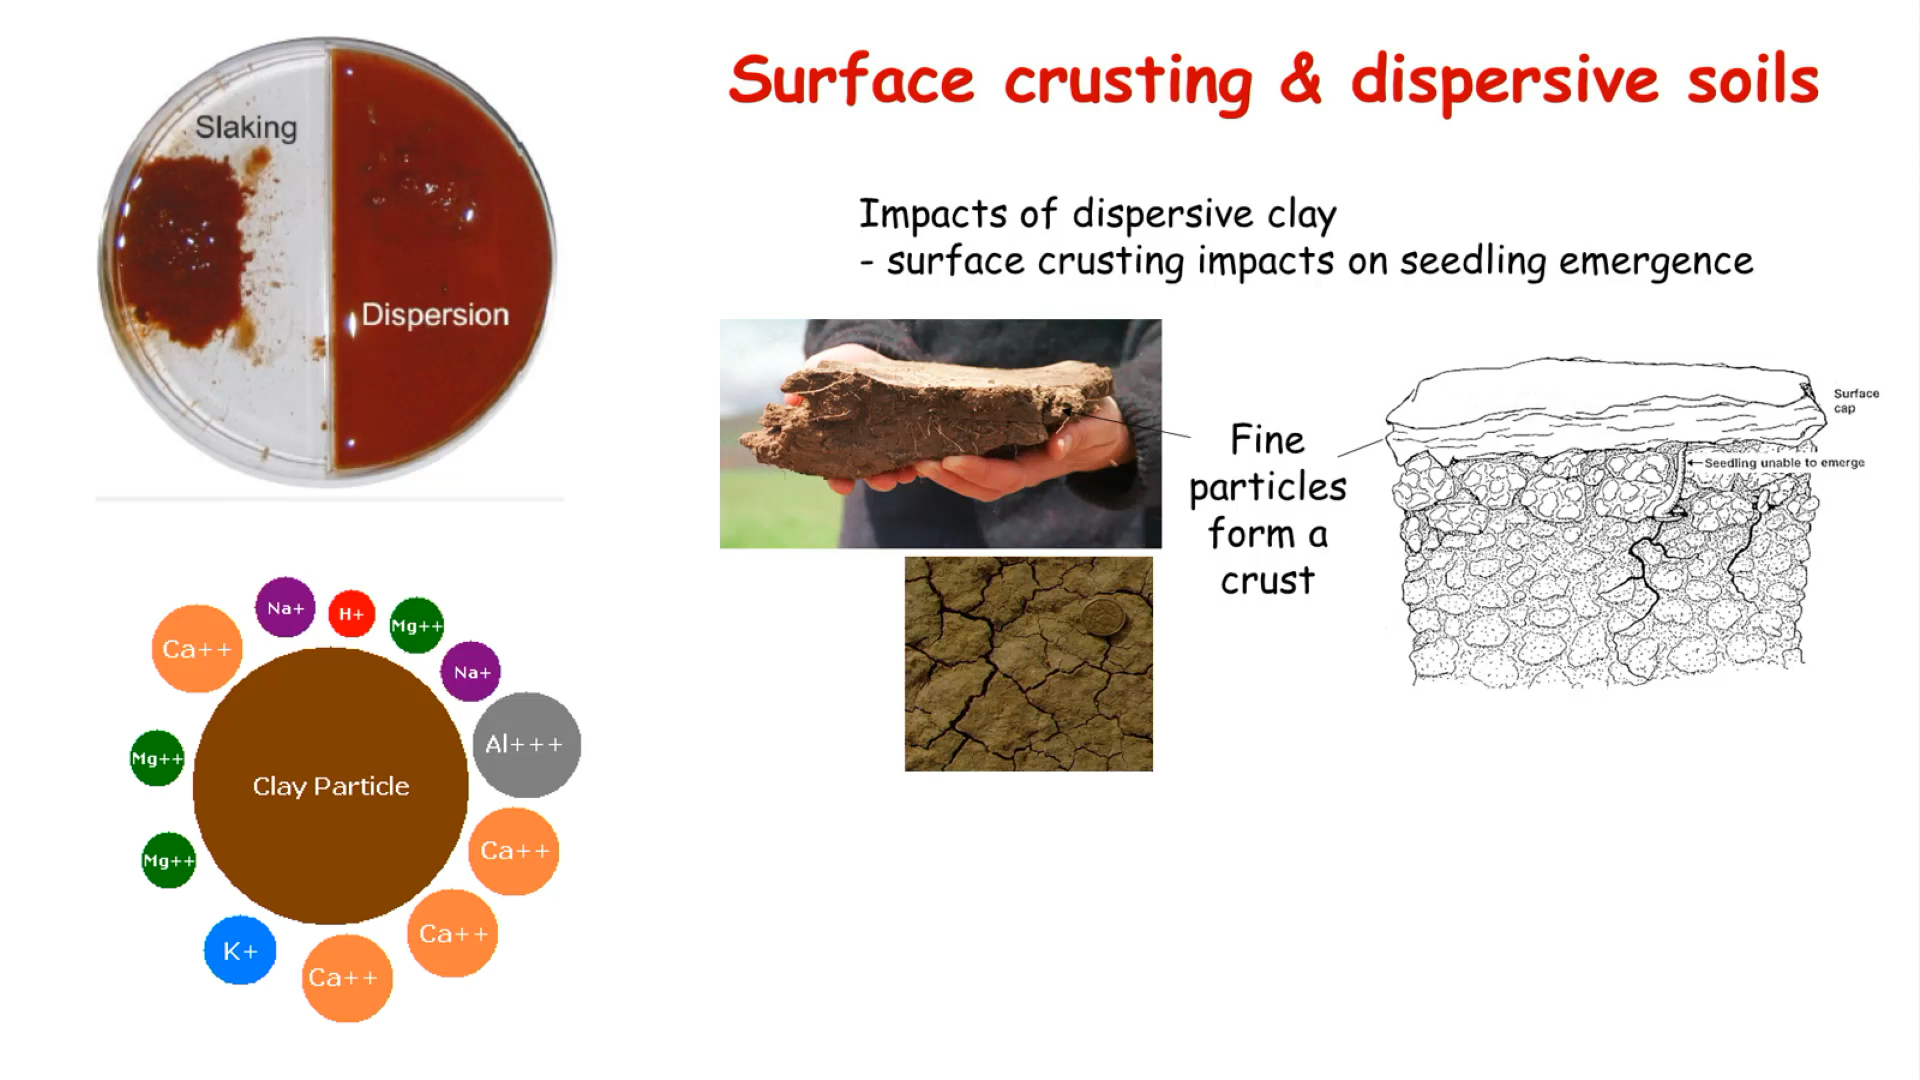 Surface crusting & dispersive soils
Slaking
Dispersion
Impacts of dispersive clay
- surface crusting impacts on seedling emergence
Fine
particles
form a
crust
Surface
cap
Seedling unable to emerge
Na+
H+
Mg++
Ca++
Na+
Al+++
Mg++
Clay Particle
Ca++
Mg++
Ca++
K+
Ca++